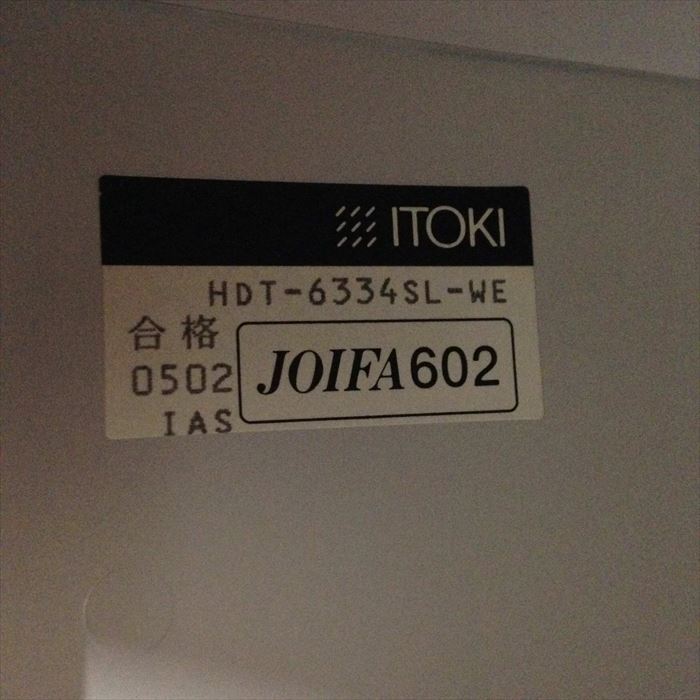 ITOKI
HDT-6334SL-WE
合格
0502
IAS
JOIFA602